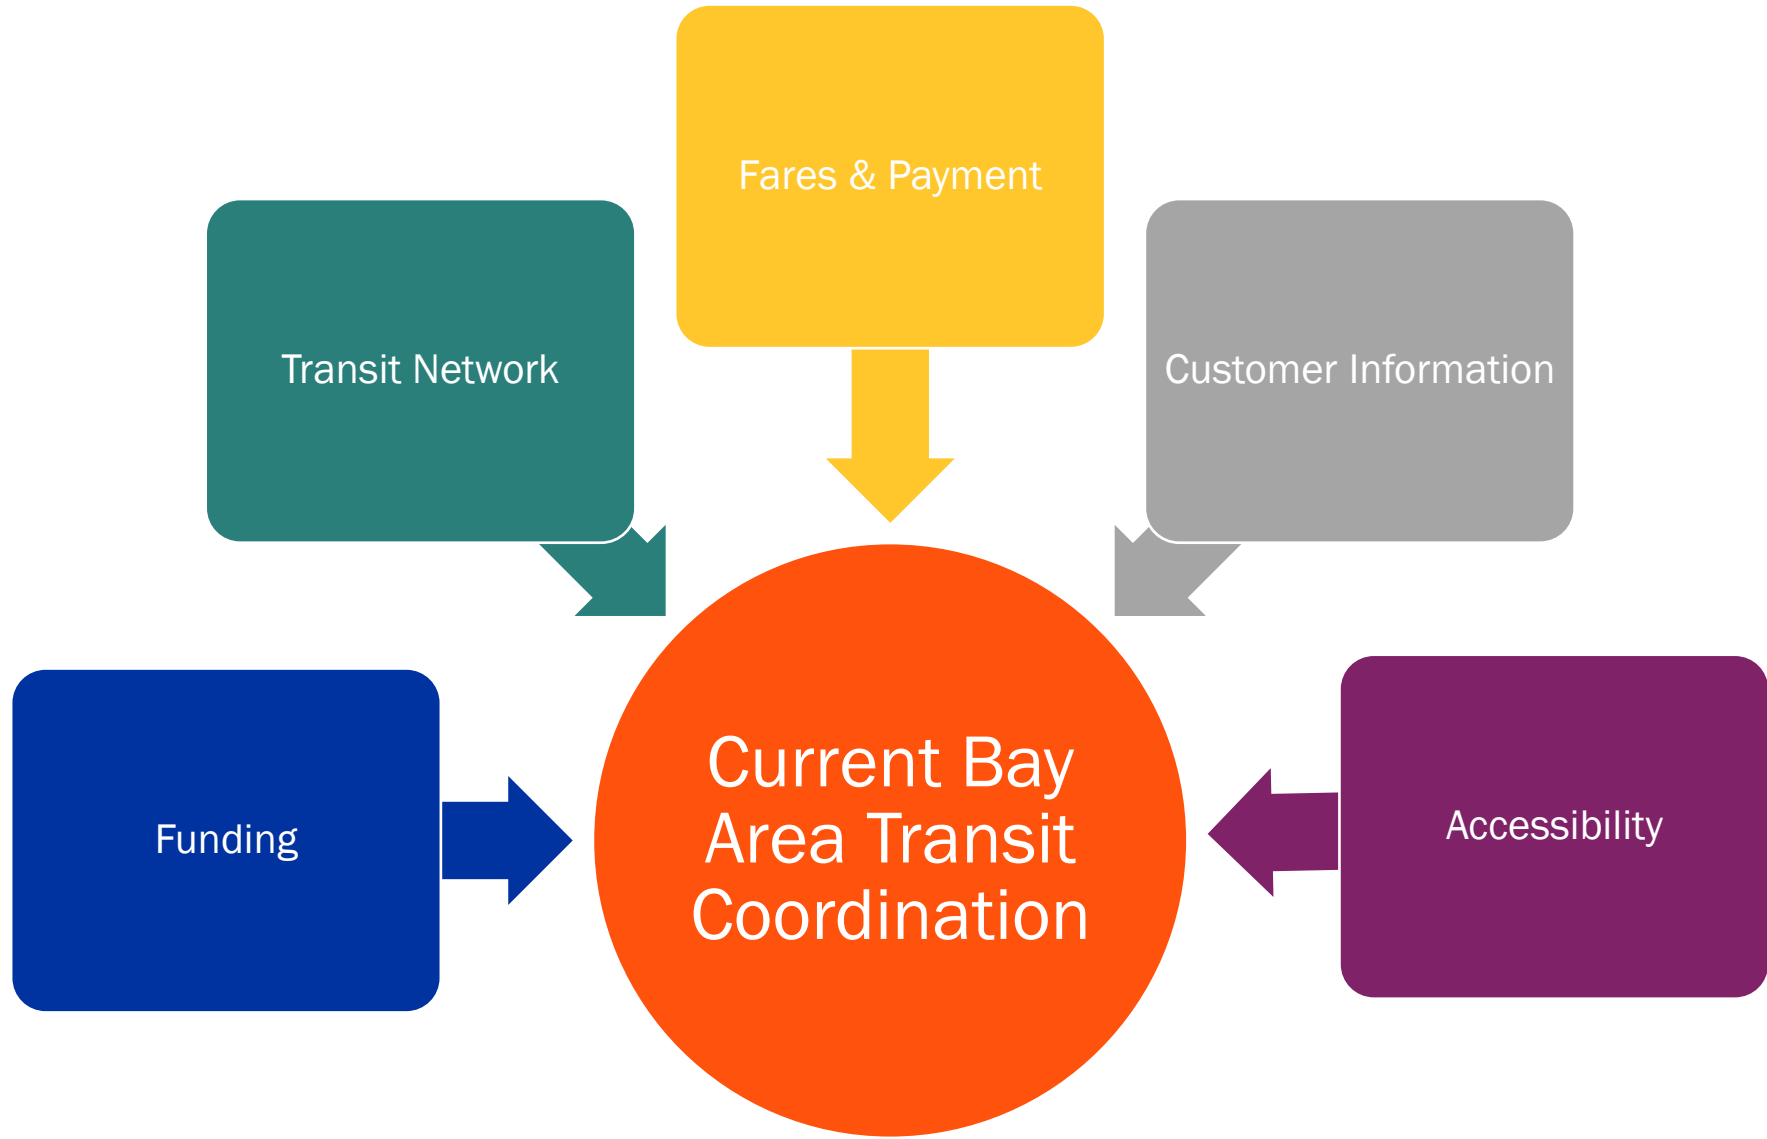 Fares & Payment
Transit Network
Customer Information
Funding
Current Bay
Area Transit
Coordination
Accessibility